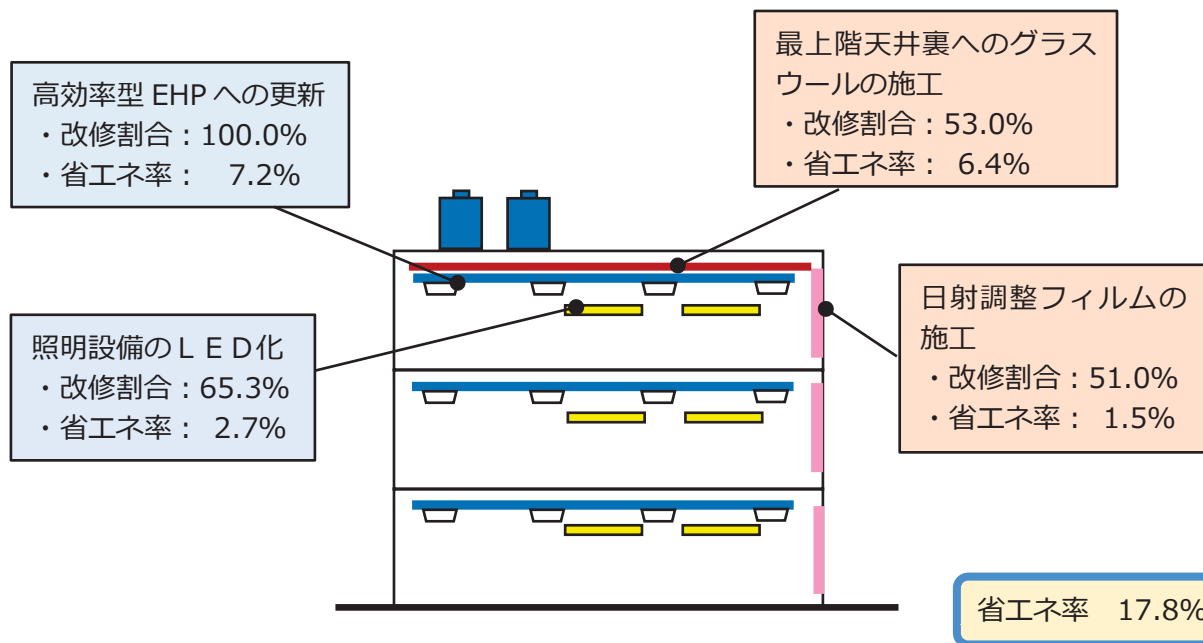 高効率型 EHP への更新
・改修割合：100.0%
・省エネ率： 7.2%
最上階天井裏へのグラス
ウールの施工
・改修割合：53.0%
・省エネ率： 6.4%
照明設備のＬＥＤ化
・改修割合：65.3%
・省エネ率： 2.7%
日射調整フィルムの
施工
・改修割合：51.0%
・省エネ率： 1.5%
省エネ率 17.8%